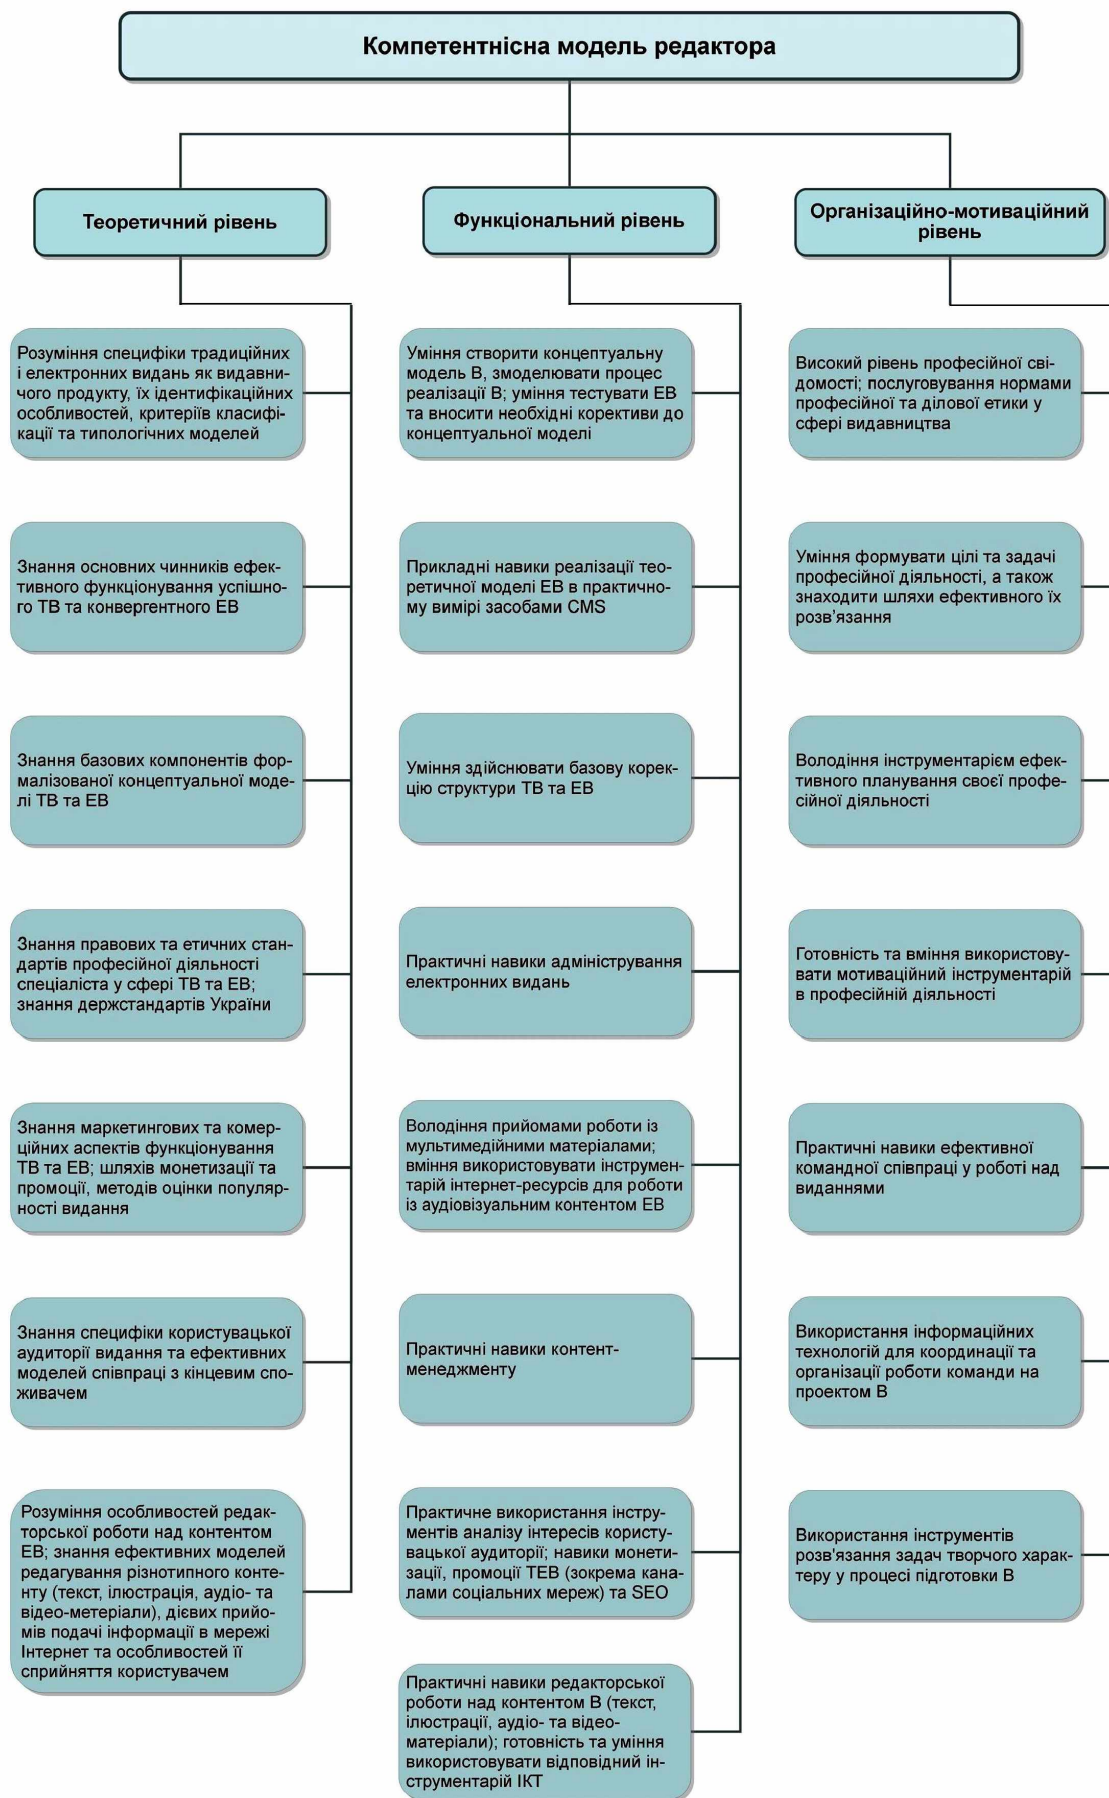 Компетентнісна модель редактора
Теоретичний рівень
Розуміння специфіки традиційних
і електронних видань як видавни-
чого продукту, їх ідентифікаційних
особливостей, критеріїв класифі-
кації та типологічних моделей
Знання основних чинників ефек-
тивного функціонування успішно-
го ТВ та конвергентного ЕВ
Знання базових компонентів фор-
малізованої концептуальної моде-
лі ТВ та ЕВ
Знання правових та етичних стан-
дартів професійної діяльності
спеціаліста у сфері ТВ та ЕВ;
знання держстандартів України
Знання маркетингових та комер-
ційних аспектів функціонування
ТВ та ЕВ; шляхів монетизації та
промоції, методів оцінки популяр-
ності видання
Знання специфіки користувацької
аудиторії видання та ефективних
моделей співпраці з кінцевим спо-
живачем
Розуміння особливостей редак-
торської роботи над контентом
ЕВ; знання ефективних моделей
редагування різнотипного конте-
нту (текст, ілюстрація, аудіо- та
відео-метеріали), дієвих прийо-
мів подачі інформації в мережі
Інтернет та особливостей її
сприйняття користувачем
Функціональний рівень
Уміння створити концептуальну
модель В, змоделювати процес
реалізації В; уміння тестувати ЕВ
та вносити необхідні корективи до
концептуальної моделі
Прикладні навики реалізації тео-
ретичної моделі ЕВ в практично-
му вимірі засобами CMS
Уміння здійснювати базову корек-
цію структури ТВ та ЕВ
Практичні навики адміністрування
електронних видань
Володіння прийомами роботи із
мультимедійними матеріалами;
вміння використовувати інструмен-
тарій інтернет-ресурсів для роботи
із аудіовізуальним контентом ЕВ
Практичні навики контент-
менеджменту
Практичне використання інстру-
ментів аналізу інтересів користу-
вацької аудиторії; навики монети-
зації, промоції ТЕВ (зокрема кана-
лами соціальних мереж) та SEO
Практичні навики редакторської
роботи над контентом В (текст,
ілюстрації, аудіо- та відео-
матеріали); готовність та уміння
використовувати відповідний ін-
струментарій ІКТ
Організаційно-мотиваційний
рівень
Високий рівень професійної сві-
домості; послуговування нормами
професійної та ділової етики у
сфері видавництва
Уміння формувати цілі та задачі
професійної діяльності, а також
знаходити шляхи ефективного їх
розв’язання
Володіння інструментарієм ефек-
тивного планування своєї профе-
сійної діяльності
Готовність та вміння використову-
вати мотиваційний інструментарій
в професійній діяльності
Практичні навики ефективної
командної співпраці у роботі над
виданнями
Використання інформаційних
технологій для координації та
організації роботи команди на
проектом В
Використання інструментів
розв'язання задач творчого харак-
теру у процесі підготовки В